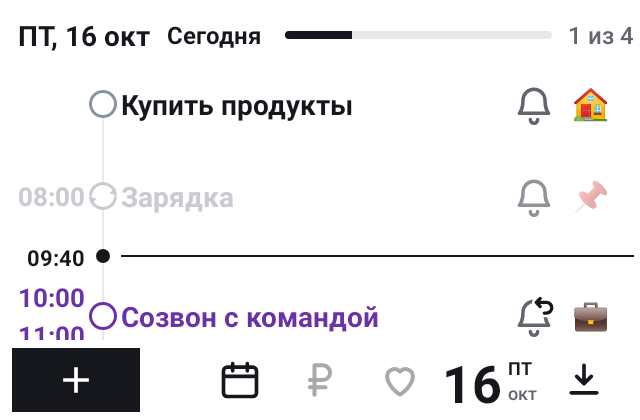 ПТ, 16 окт Сегодня 1 из 4
Купить продукты
08:00 Зарядка
09:40
10:00
Созвон с командой
11:00
16 ПТ
окт